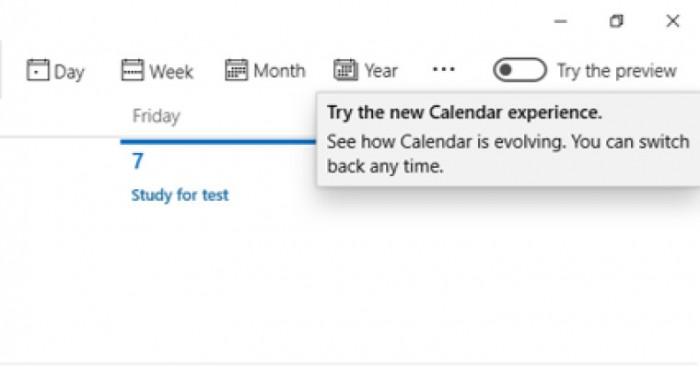 Day Week Month Year ... Try the preview
Friday
Try the new Calendar experience.
See how Calendar is evolving. You can switch
back any time.
7
Study for test